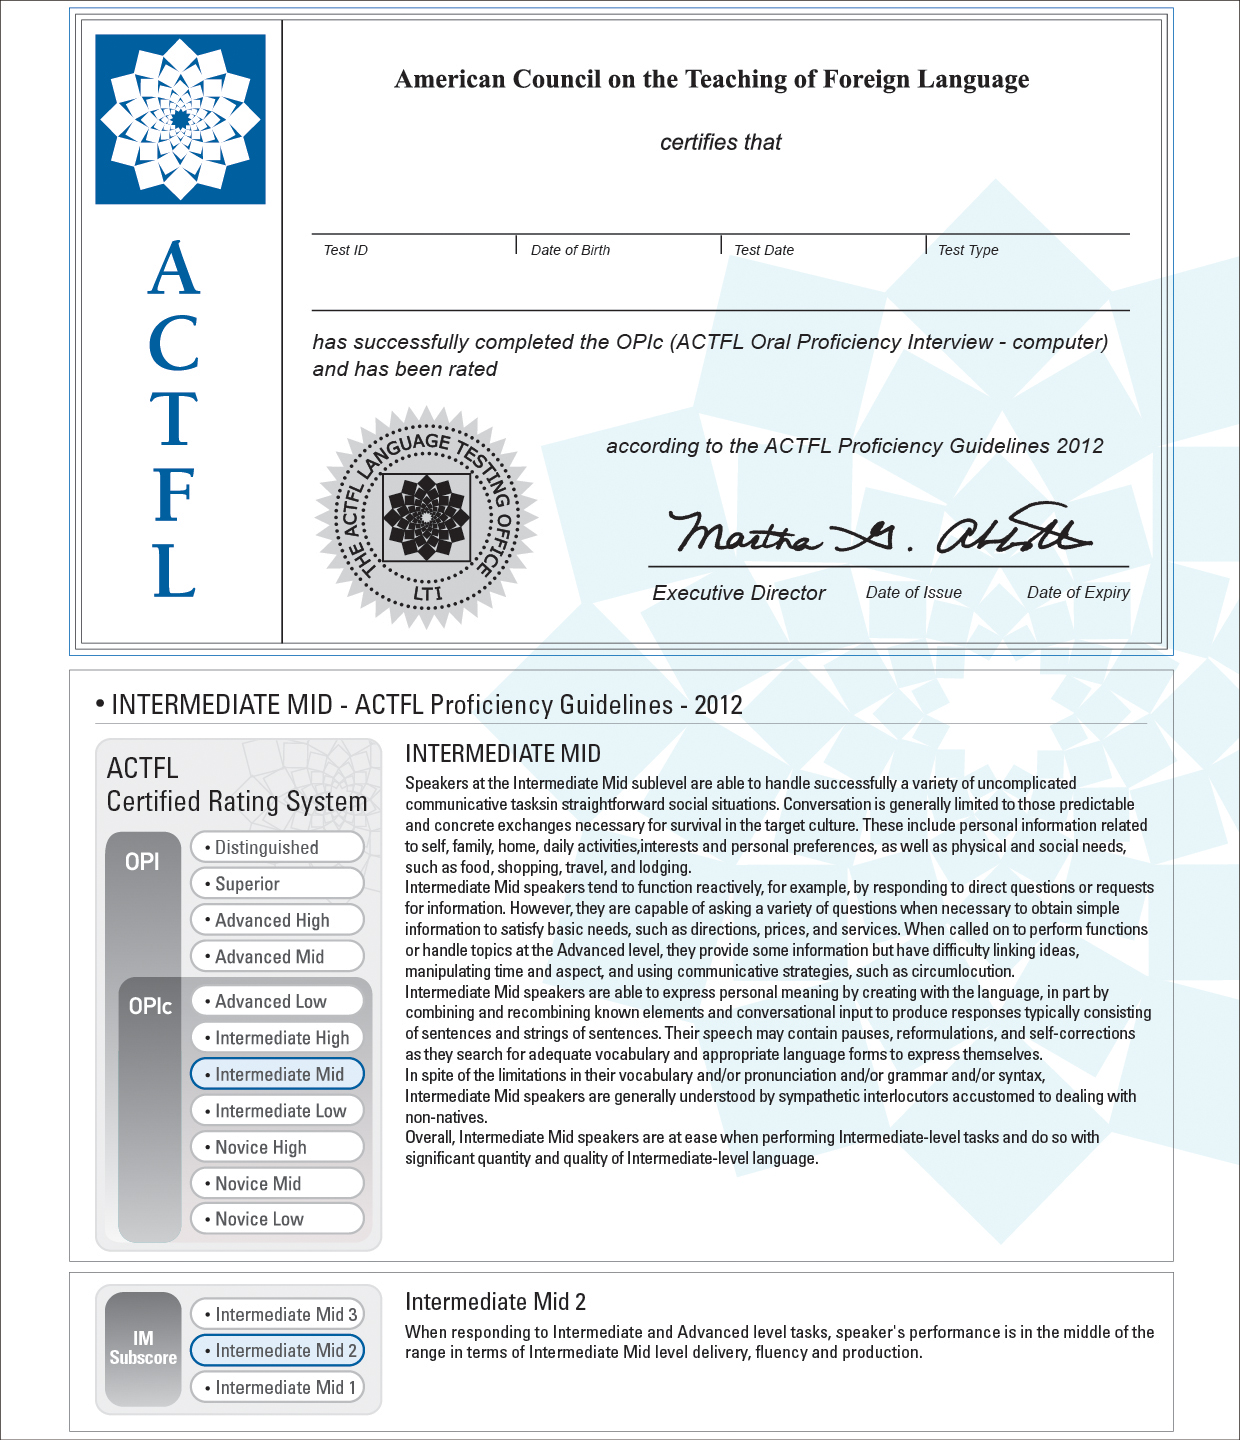 American Council on the Teaching of Foreign Language
certifies that
A
C
T
F
L
Test ID Date of Birth Test Date Test Type
has successfully completed the OPIc (ACTFL Oral Proficiency Interview - computer)
and has been rated
according to the ACTFL Proficiency Guidelines 2012
THE ACTFL LANGUAGE TESTING OFFICE
LTI
Martha G. Abbott
Executive Director Date of Issue Date of Expiry
• INTERMEDIATE MID - ACTFL Proficiency Guidelines - 2012
ACTFL
Certified Rating System
OPI
• Distinguished
• Superior
• Advanced High
• Advanced Mid
OPIc
• Advanced Low
• Intermediate High
• Intermediate Mid
• Intermediate Low
• Novice High
• Novice Mid
• Novice Low
INTERMEDIATE MID
Speakers at the Intermediate Mid sublevel are able to handle successfully a variety of uncomplicated
communicative tasksin straightforward social situations. Conversation is generally limited to those predictable
and concrete exchanges necessary for survival in the target culture. These include personal information related
to self, family, home, daily activities,interests and personal preferences, as well as physical and social needs,
such as food, shopping, travel, and lodging.
Intermediate Mid speakers tend to function reactively, for example, by responding to direct questions or requests
for information. However, they are capable of asking a variety of questions when necessary to obtain simple
information to satisfy basic needs, such as directions, prices, and services. When called on to perform functions
or handle topics at the Advanced level, they provide some information but have difficulty linking ideas,
manipulating time and aspect, and using communicative strategies, such as circumlocution.
Intermediate Mid speakers are able to express personal meaning by creating with the language, in part by
combining and recombining known elements and conversational input to produce responses typically consisting
of sentences and strings of sentences. Their speech may contain pauses, reformulations, and self-corrections
as they search for adequate vocabulary and appropriate language forms to express themselves.
In spite of the limitations in their vocabulary and/or pronunciation and/or grammar and/or syntax,
Intermediate Mid speakers are generally understood by sympathetic interlocutors accustomed to dealing with
non-natives.
Overall, Intermediate Mid speakers are at ease when performing Intermediate-level tasks and do so with
significant quantity and quality of Intermediate-level language.
IM
Subscore
• Intermediate Mid 3
• Intermediate Mid 2
• Intermediate Mid 1
Intermediate Mid 2
When responding to Intermediate and Advanced level tasks, speaker's performance is in the middle of the
range in terms of Intermediate Mid level delivery, fluency and production.